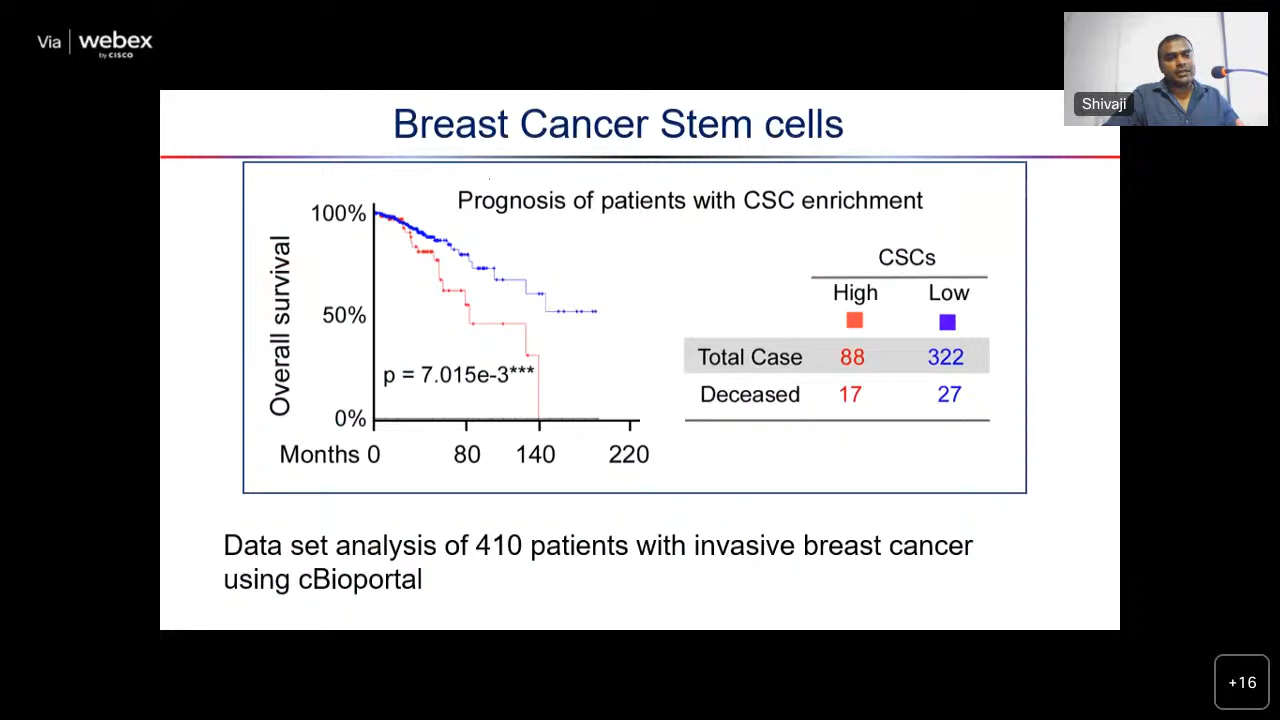 Via webex
by CISCO
Shivaji
Breast Cancer Stem cells
Prognosis of patients with CSC enrichment
Overall survival
100%
50%
0%
p = 7.015e-3***
Months 0 80 140 220
CSCs
High Low
Total Case 88 322
Deceased 17 27
Data set analysis of 410 patients with invasive breast cancer
using cBioportal
+16